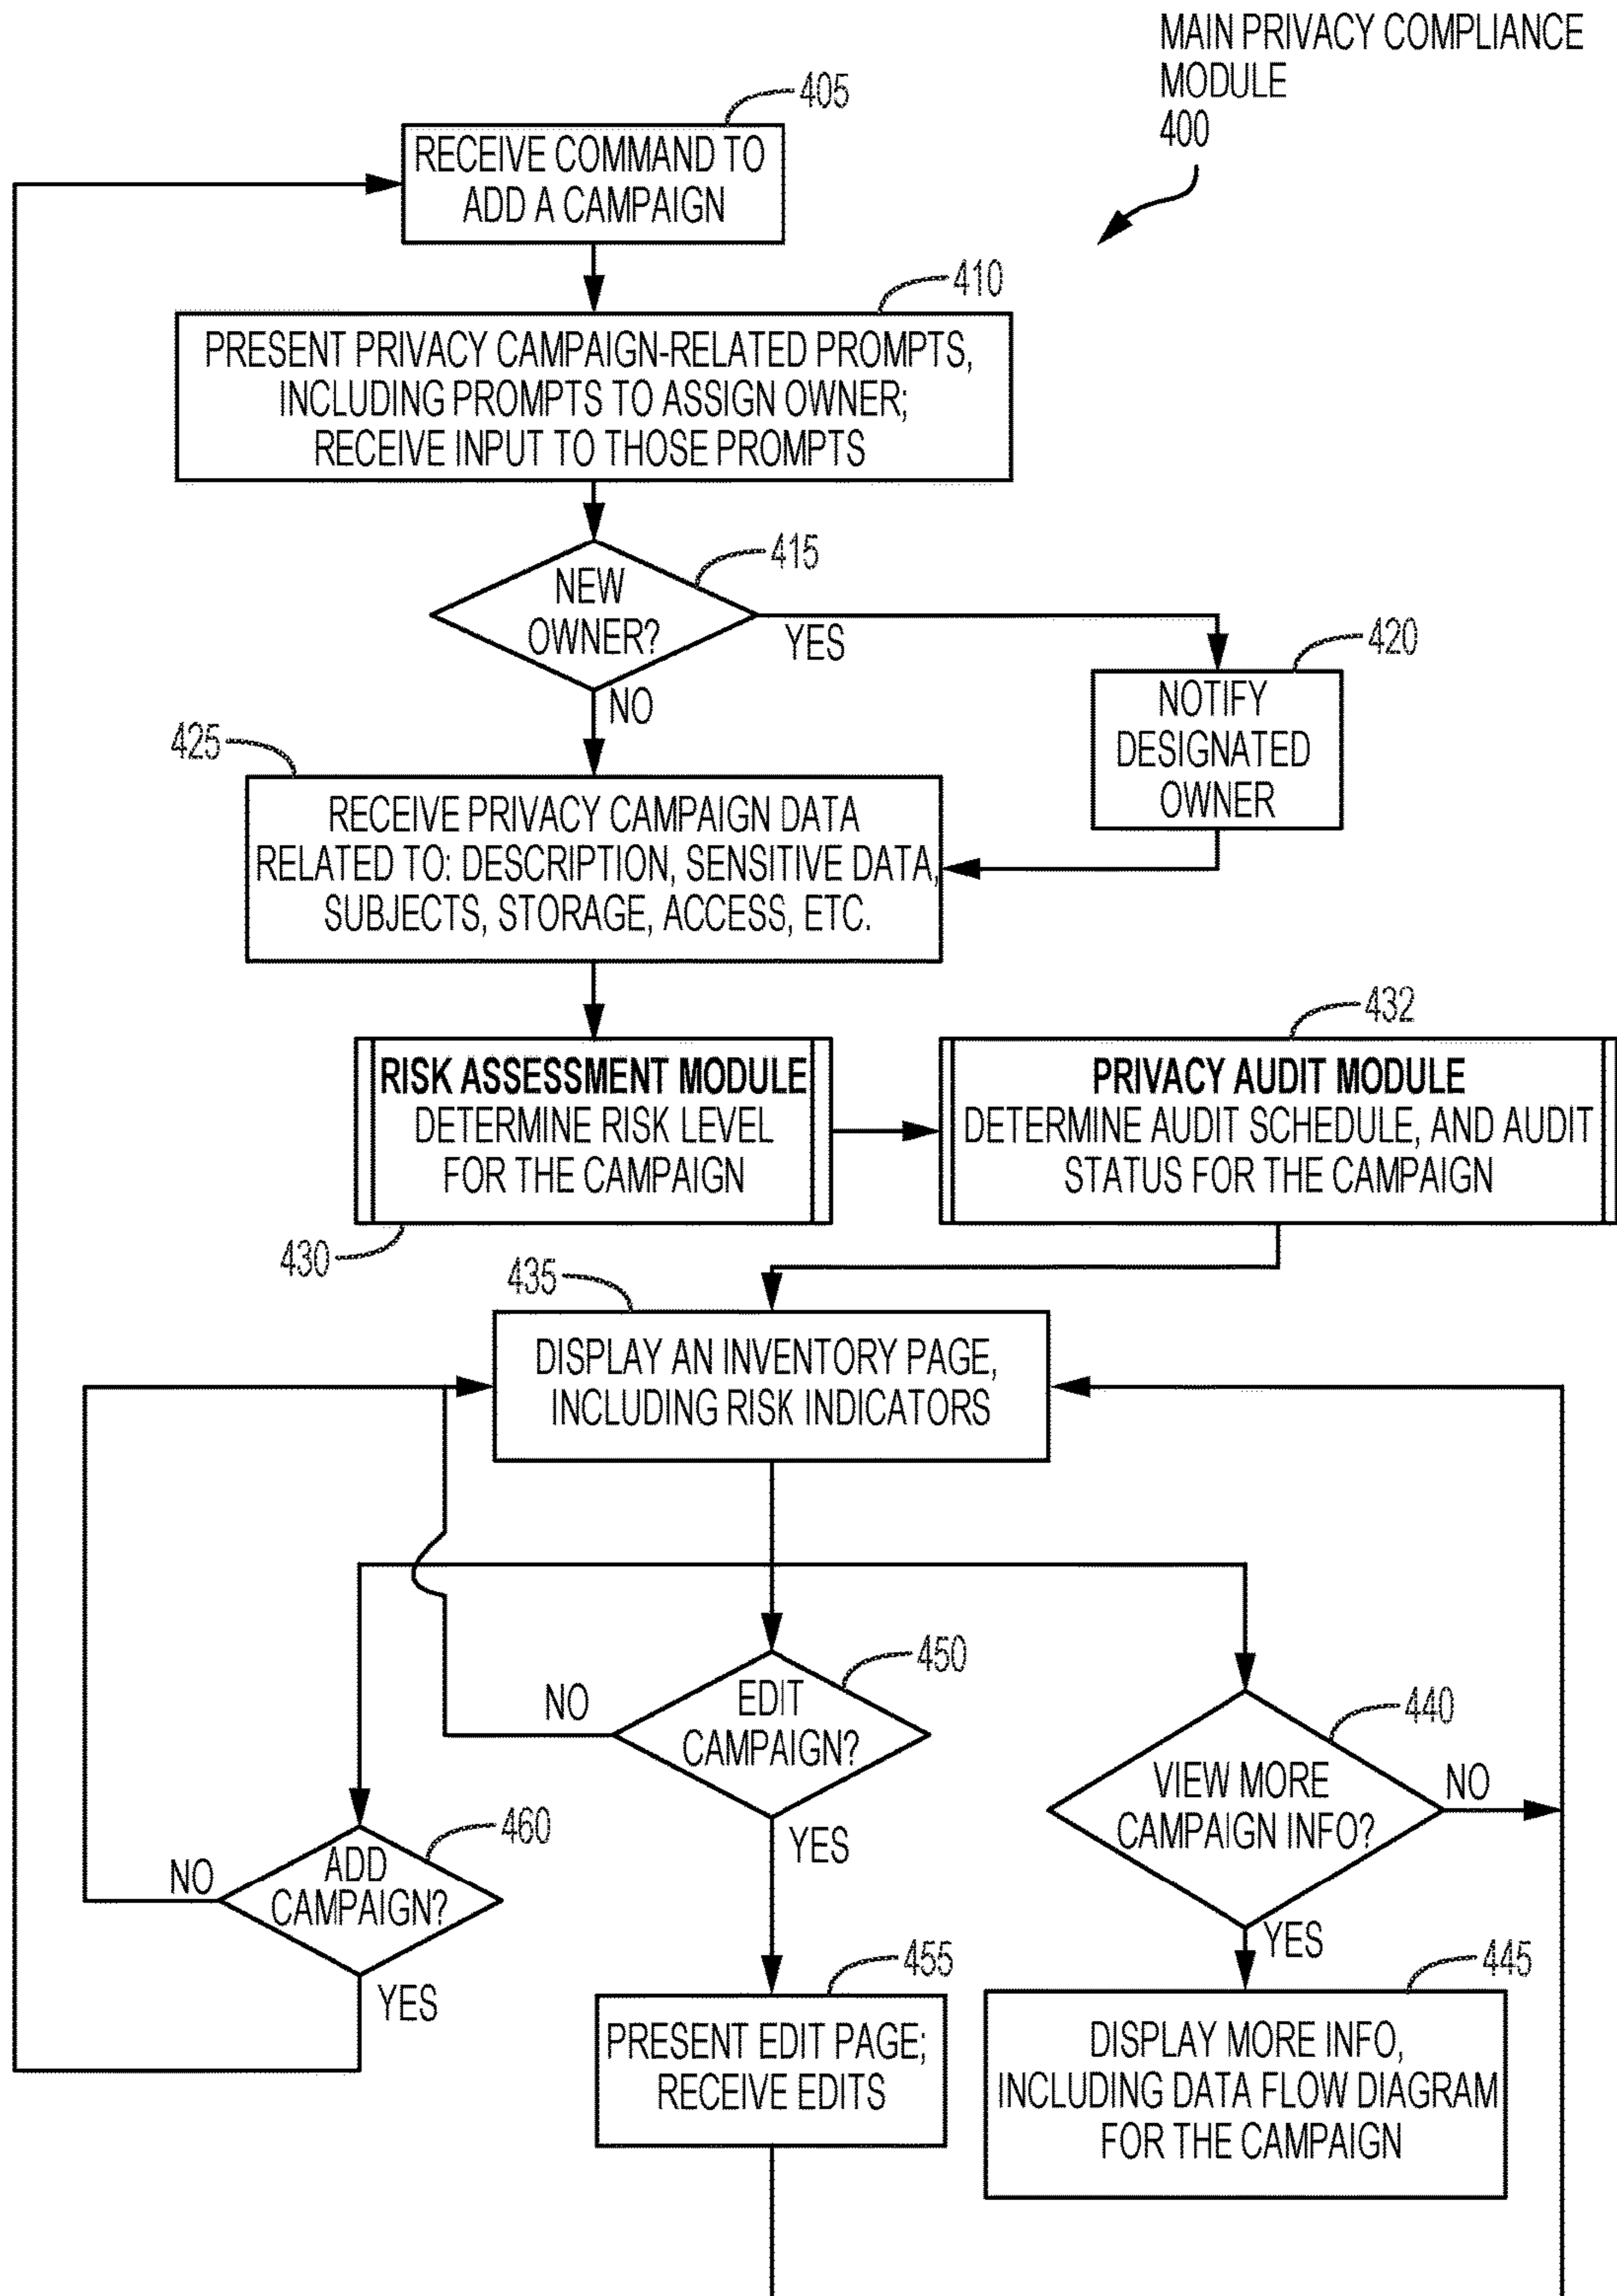 MAIN PRIVACY COMPLIANCE
MODULE
400
405
RECEIVE COMMAND TO
ADD A CAMPAIGN
410
PRESENT PRIVACY CAMPAIGN-RELATED PROMPTS,
INCLUDING PROMPTS TO ASSIGN OWNER;
RECEIVE INPUT TO THOSE PROMPTS
415
NEW
OWNER?
YES
NO
420
NOTIFY
DESIGNATED
OWNER
425
RECEIVE PRIVACY CAMPAIGN DATA
RELATED TO: DESCRIPTION, SENSITIVE DATA,
SUBJECTS, STORAGE, ACCESS, ETC.
RISK ASSESSMENT MODULE
DETERMINE RISK LEVEL
FOR THE CAMPAIGN
430
432
PRIVACY AUDIT MODULE
DETERMINE AUDIT SCHEDULE, AND AUDIT
STATUS FOR THE CAMPAIGN
435
DISPLAY AN INVENTORY PAGE,
INCLUDING RISK INDICATORS
450
EDIT
CAMPAIGN?
NO
YES
440
VIEW MORE
CAMPAIGN INFO?
NO
YES
460
ADD
CAMPAIGN?
NO
YES
455
PRESENT EDIT PAGE;
RECEIVE EDITS
445
DISPLAY MORE INFO,
INCLUDING DATA FLOW DIAGRAM
FOR THE CAMPAIGN